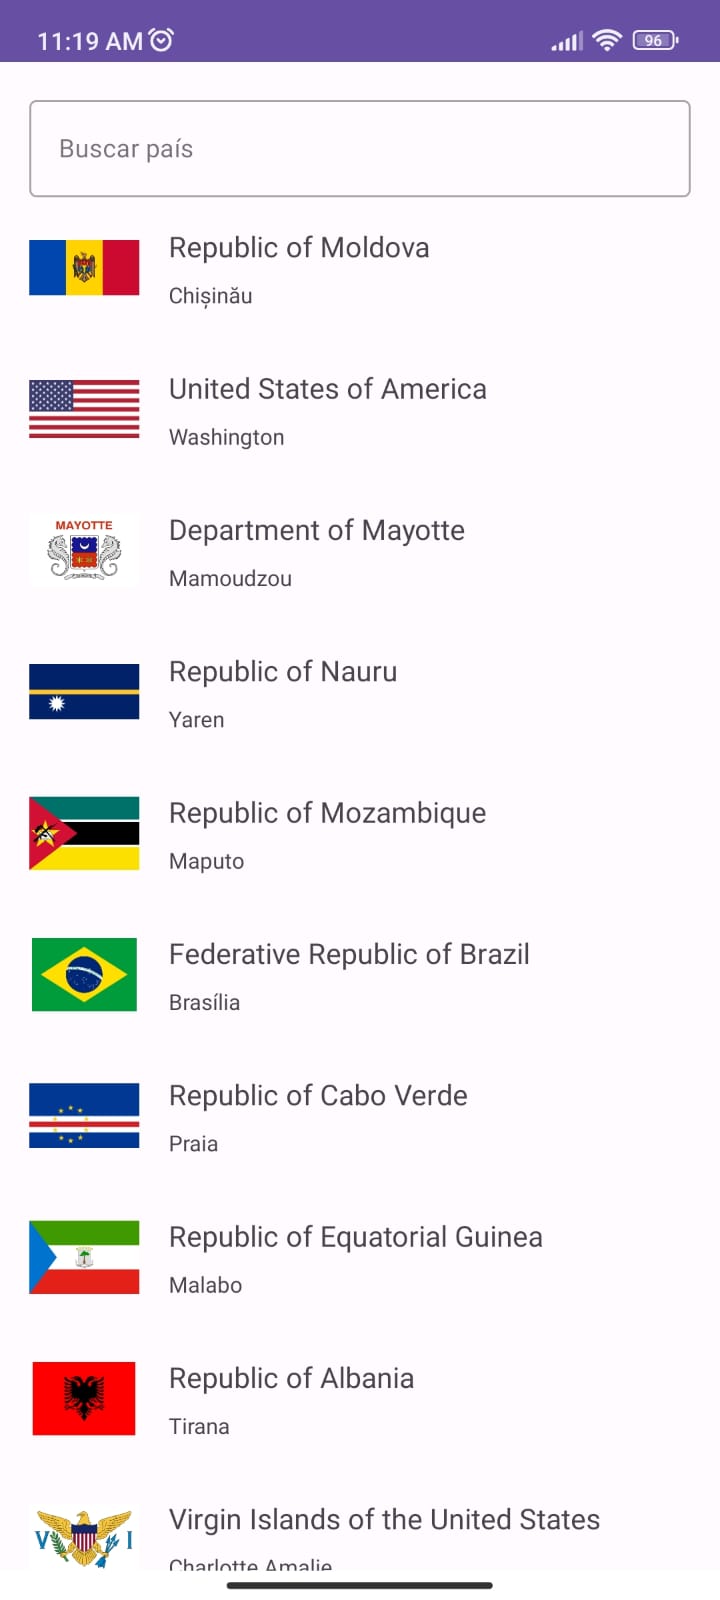 11:19 AM
96
Buscar país
Republic of Moldova
Chișinău
United States of America
Washington
MAYOTTE
Department of Mayotte
Mamoudzou
Republic of Nauru
Yaren
Republic of Mozambique
Maputo
Federative Republic of Brazil
Brasília
Republic of Cabo Verde
Praia
Republic of Equatorial Guinea
Malabo
Republic of Albania
Tirana
V I
Virgin Islands of the United States
Charlotte Amalie